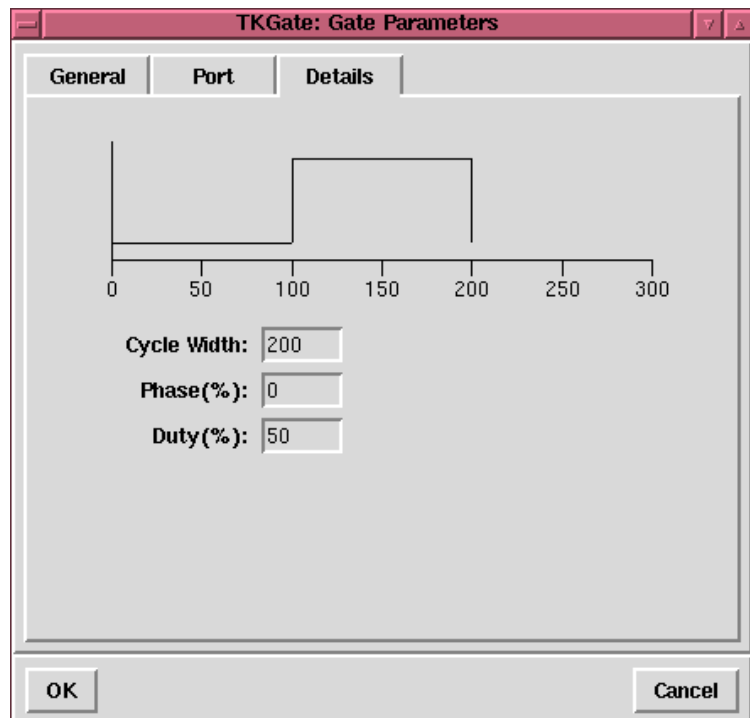 TKGate: Gate Parameters
General Port Details
0 50 100 150 200 250 300
Cycle Width: 200
Phase(%): 0
Duty(%): 50
OK Cancel